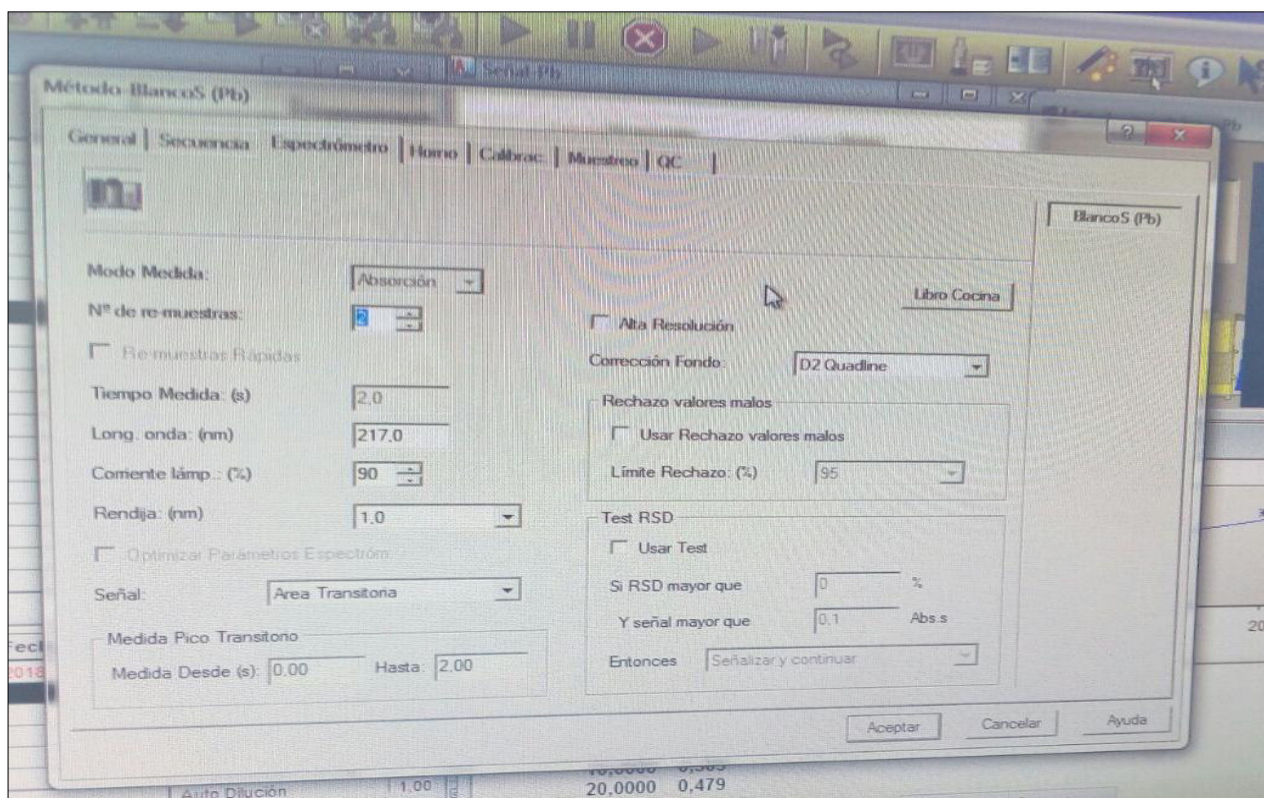 Señal-Pb
Método-BlancoS (Pb)
General Secuencia Espectrómetro Horno Calibrac. Muestreo QC
BlancoS (Pb)
Modo Medida: Absorción
Libro Cocina
Nº de re-muestras: 2
Alta Resolución
Re-muestras Rápidas
Corrección Fondo: D2 Quadline
Tiempo Medida: (s) 2,0
Rechazo valores malos
Long. onda: (nm) 217,0
Usar Rechazo valores malos
Corriente lámp.: (%) 90
Límite Rechazo: (%) 95
Rendija: (nm) 1.0
Test RSD
Optimizar Parámetros Espectróm.
Usar Test
Señal: Area Transitoria
Si RSD mayor que 0 %
Y señal mayor que 0,1 Abs.s
Medida Pico Transitorio
Entonces Señalizar y continuar
Medida Desde (s): 0.00 Hasta: 2.00
Aceptar Cancelar Ayuda
2018
20
Auto Dilución 1,00
20,0000 0,479